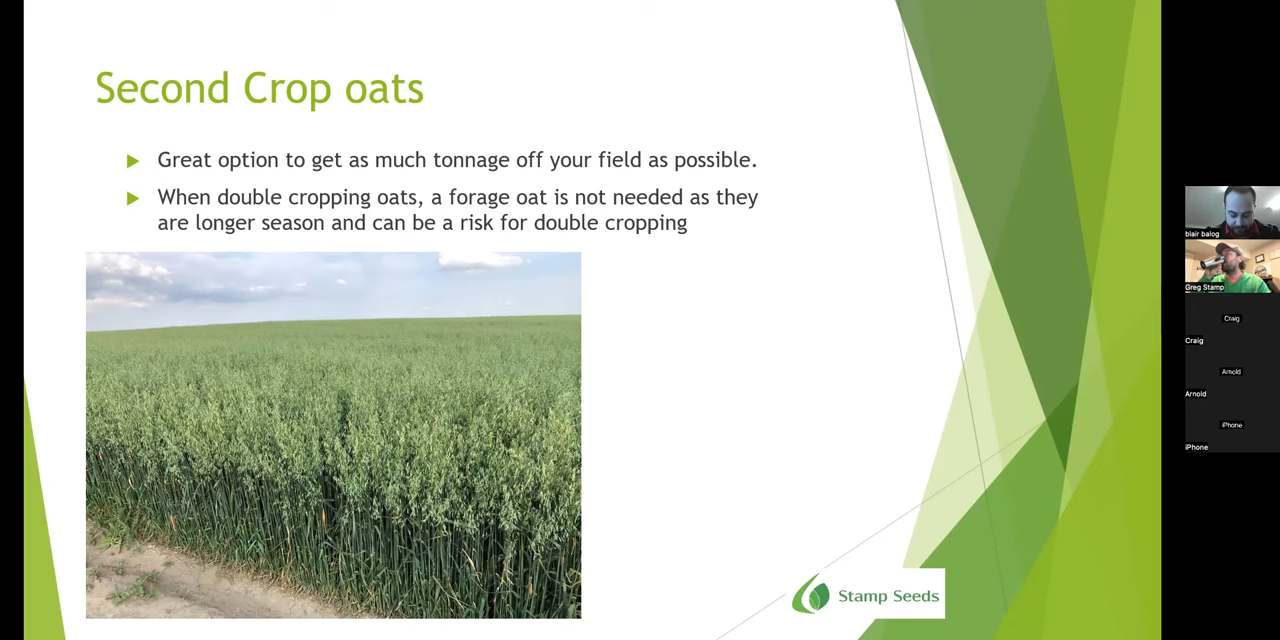 Second Crop oats
Great option to get as much tonnage off your field as possible.
When double cropping oats, a forage oat is not needed as they
are longer season and can be a risk for double cropping
Stamp Seeds
blair balog
Greg Stamp
Craig
Craig
Arnold
Arnold
iPhone
iPhone